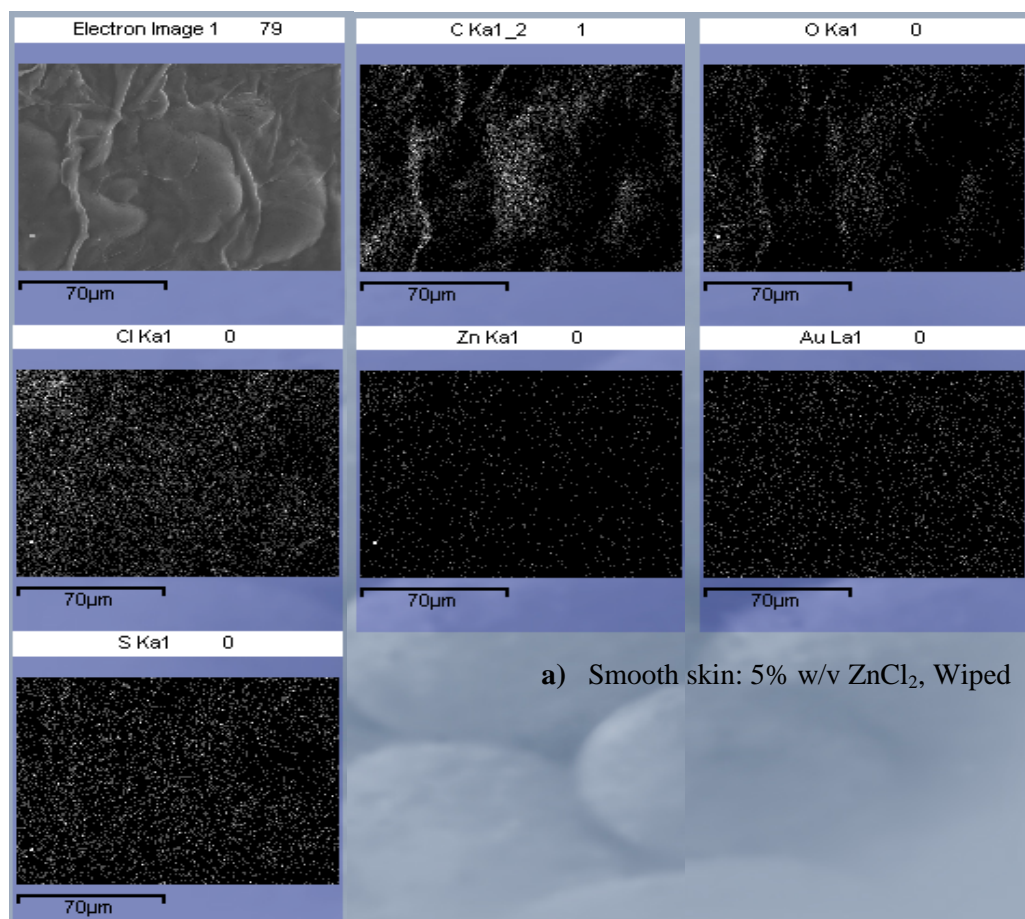 Electron Image 1 79
C Ka1_2 1
O Ka1 0
70µm
70µm
70µm
Cl Ka1 0
Zn Ka1 0
Au La1 0
70µm
70µm
70µm
S Ka1 0
a) Smooth skin: 5% w/v ZnCl₂, Wiped
70µm